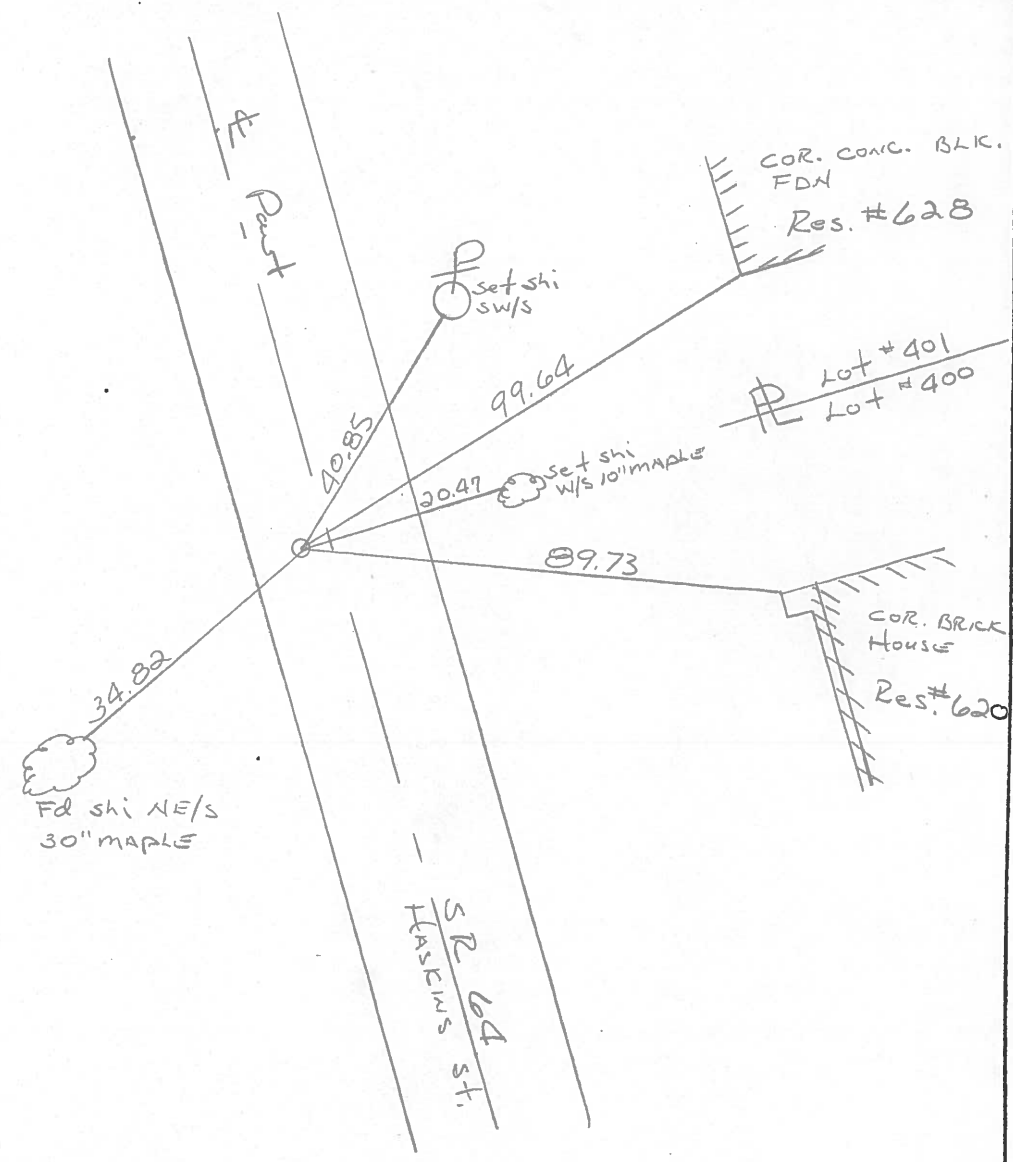 ℄
COR. CONC. BLK.
FDN
Res. #628
set shi
SW/S
99.64
Lot #401
℄ Lot #400
40.85
set shi
W/S 10" MAPLE
20.47
89.73
COR. BRICK
HOUSE
Res. #620
34.82
Fd shi NE/S
30" MAPLE
SR 64
HASKINS St.